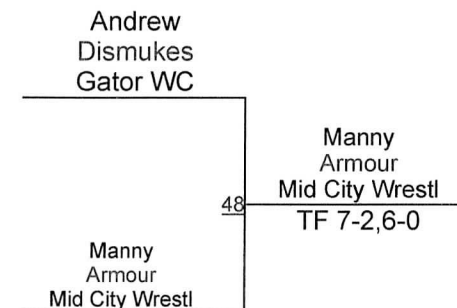 Andrew
Dismukes
Gator WC
Manny
Armour
Mid City Wrestl
48
TF 7-2,6-0
Manny
Armour
Mid City Wrestl